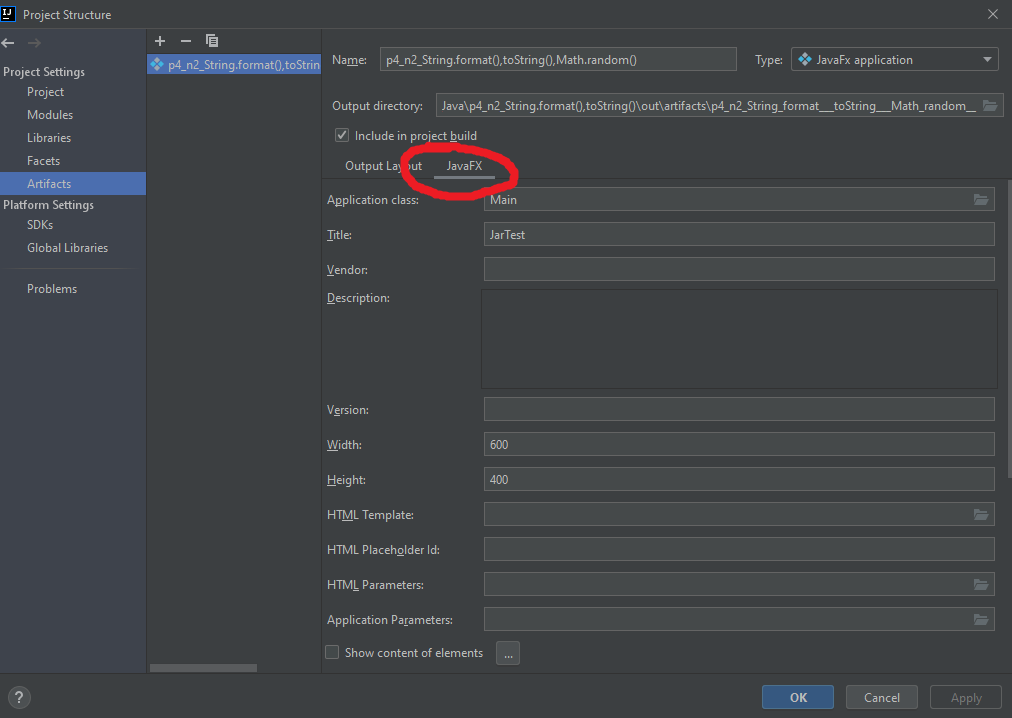 IJ Project Structure
Project Settings
Project
Modules
Libraries
Facets
Artifacts
Platform Settings
SDKs
Global Libraries
Problems
p4_n2_String.format(),toStrin
Name: p4_n2_String.format(),toString(),Math.random() Type: JavaFx application
Output directory: Java\p4_n2_String.format(),toString()\out\artifacts\p4_n2_String_format___toString___Math_random__
Include in project build
Output Layout JavaFX
Application class: Main
Title: JarTest
Vendor:
Description:
Version:
Width: 600
Height: 400
HTML Template:
HTML Placeholder Id:
HTML Parameters:
Application Parameters:
Show content of elements ...
? OK Cancel Apply